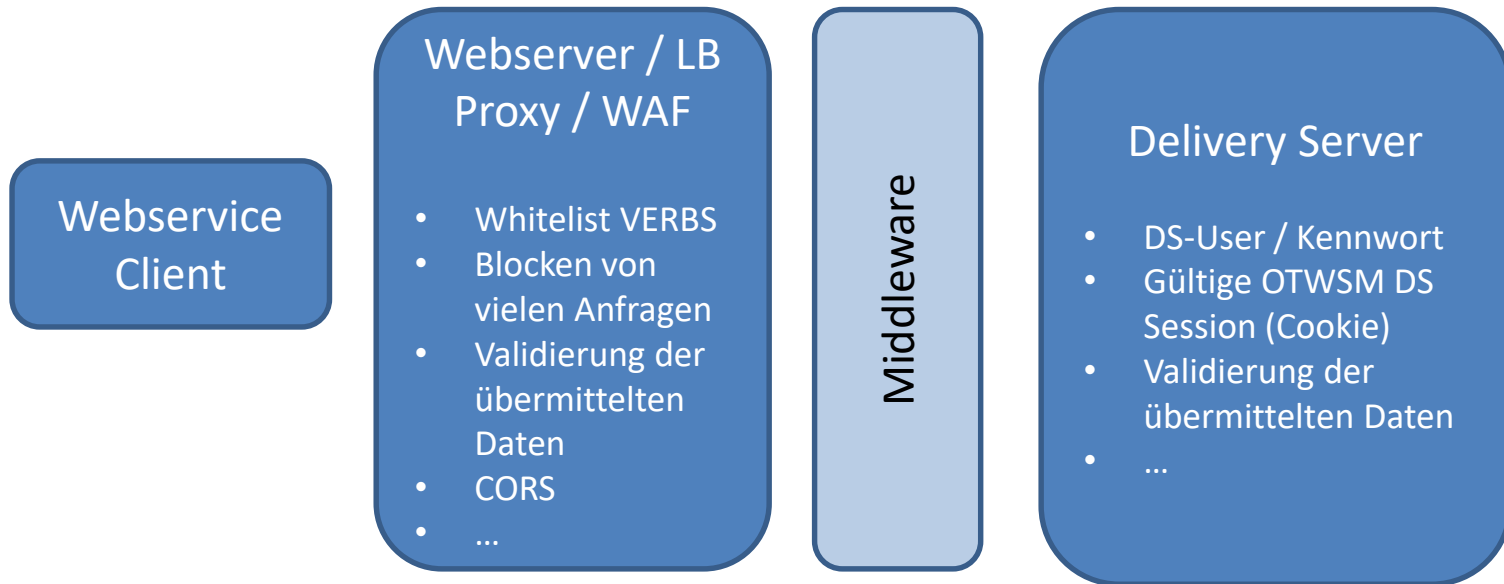 Webservice
Client
Webserver / LB
Proxy / WAF
• Whitelist VERBS
• Blocken von
vielen Anfragen
• Validierung der
übermittelten
Daten
• CORS
• …
Middleware
Delivery Server
• DS-User / Kennwort
• Gültige OTWSM DS
Session (Cookie)
• Validierung der
übermittelten Daten
• …